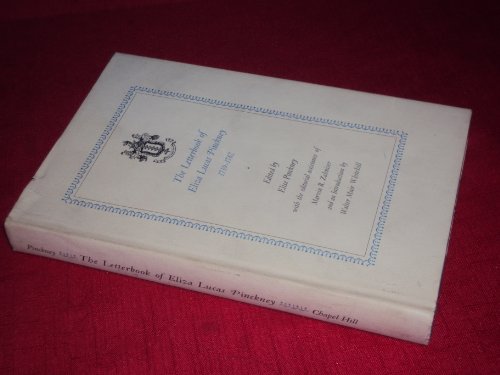 The Letterbook of
Eliza Lucas Pinckney
1739-1762
Edited by
Elise Pinckney
with the editorial assistance of
Marvin R. Zahniser
and an Introduction by
Walter Muir Whitehill
Pinckney The Letterbook of Eliza Lucas Pinckney Chapel Hill